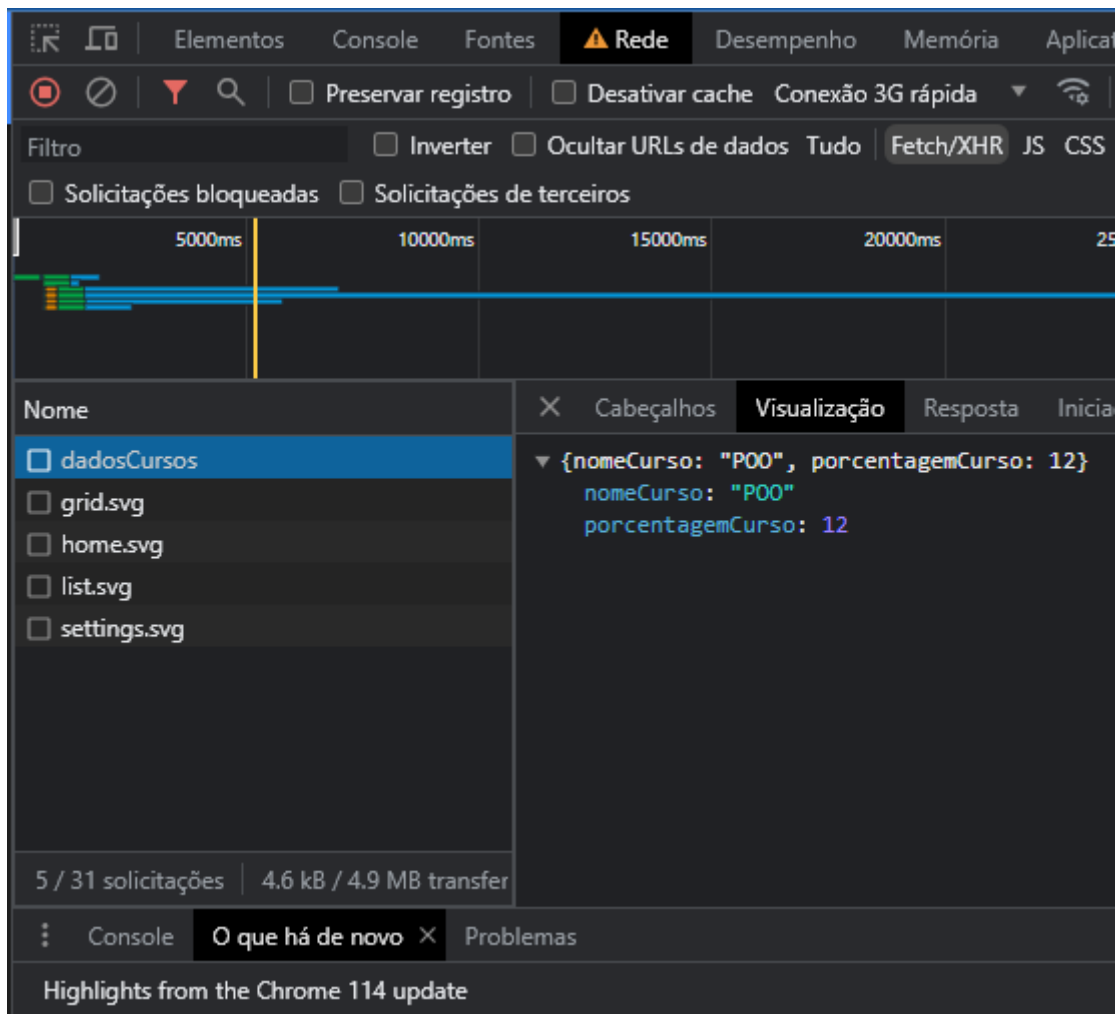 Elementos Console Fontes Rede Desempenho Memória Aplicat
Preservar registro Desativar cache Conexão 3G rápida
Filtro Inverter Ocultar URLs de dados Tudo Fetch/XHR JS CSS
Solicitações bloqueadas Solicitações de terceiros
5000ms 10000ms 15000ms 20000ms 25
Nome
Cabeçalhos Visualização Resposta Inicia
dadosCursos
grid.svg
home.svg
list.svg
settings.svg
{nomeCurso: "POO", porcentagemCurso: 12}
nomeCurso: "POO"
porcentagemCurso: 12
5 / 31 solicitações 4.6 kB / 4.9 MB transfer
Console O que há de novo Problemas
Highlights from the Chrome 114 update